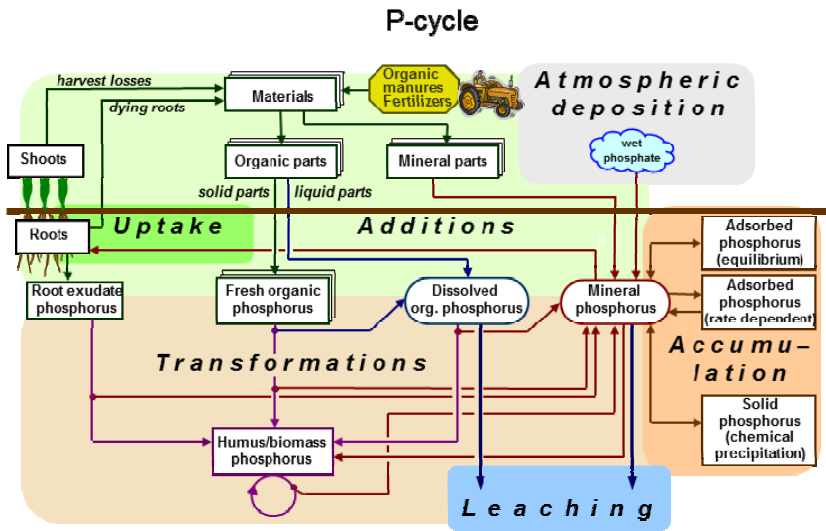 P-cycle
harvest losses
dying roots
Materials
Organic
manures
Fertilizers
Atmospheric
deposition
Shoots
Organic parts
Mineral parts
wet
phosphate
solid parts
liquid parts
Roots
Uptake
Additions
Adsorbed
phosphorus
(equilibrium)
Root exudate
phosphorus
Fresh organic
phosphorus
Dissolved
org. phosphorus
Mineral
phosphorus
Adsorbed
phosphorus
(rate dependent)
Transformations
Accumu–
lation
Humus/biomass
phosphorus
Solid
phosphorus
(chemical
precipitation)
Leaching